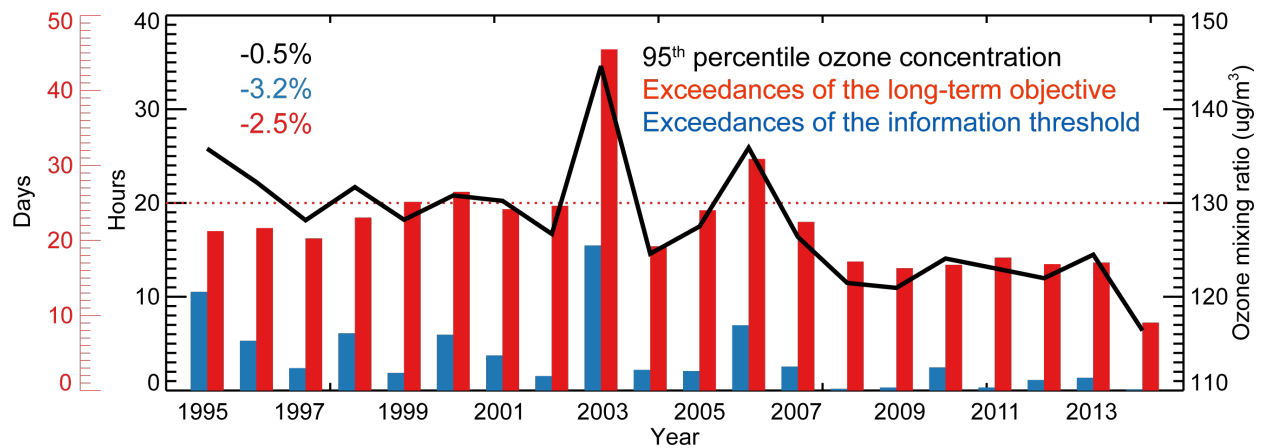 50
40
30
20
10
0
Days
40
30
20
10
0
Hours
-0.5%
-3.2%
-2.5%
95th percentile ozone concentration
Exceedances of the long-term objective
Exceedances of the information threshold
150
140
130
120
110
Ozone mixing ratio (ug/m³)
1995 1997 1999 2001 2003 2005 2007 2009 2011 2013
Year